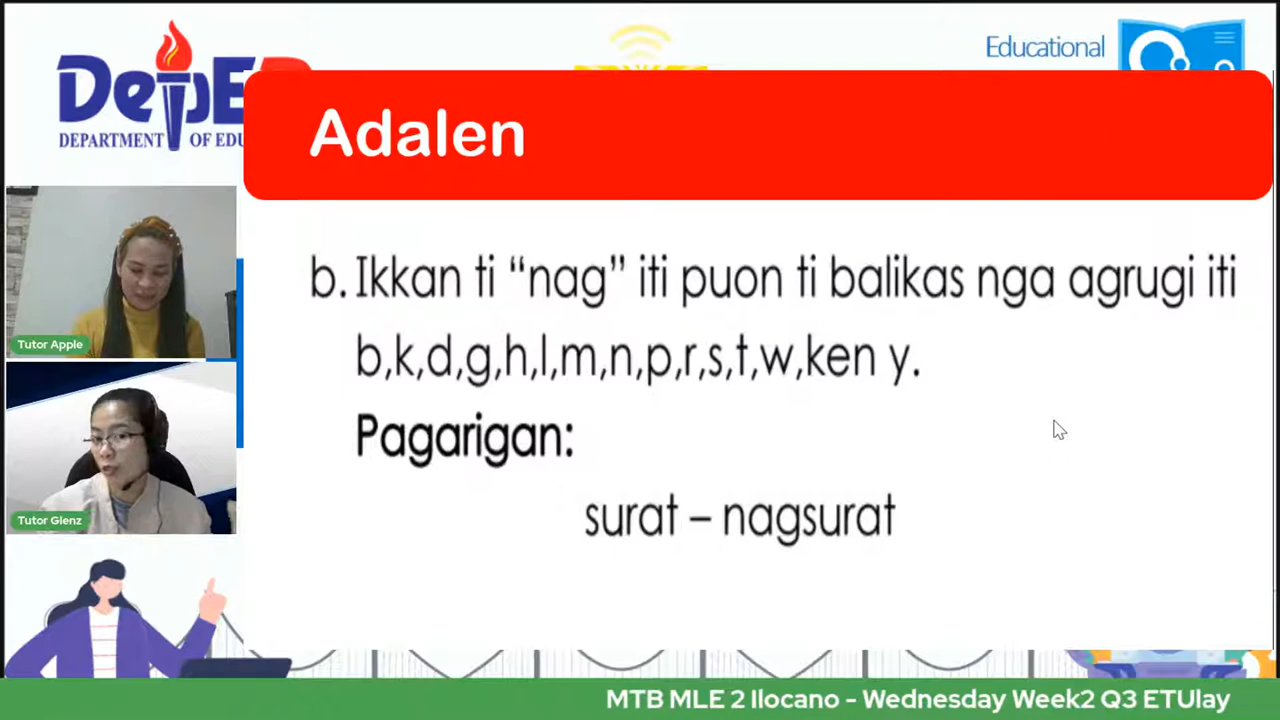 DepE
DEPARTMENT OF EDU
Educational
Adalen
b. Ikkan ti “nag” iti puon ti balikas nga agrugi iti
b,k,d,g,h,l,m,n,p,r,s,t,w,ken y.
Pagarigan:
surat – nagsurat
Tutor Apple
Tutor Glenz
MTB MLE 2 Ilocano - Wednesday Week2 Q3 ETUlay